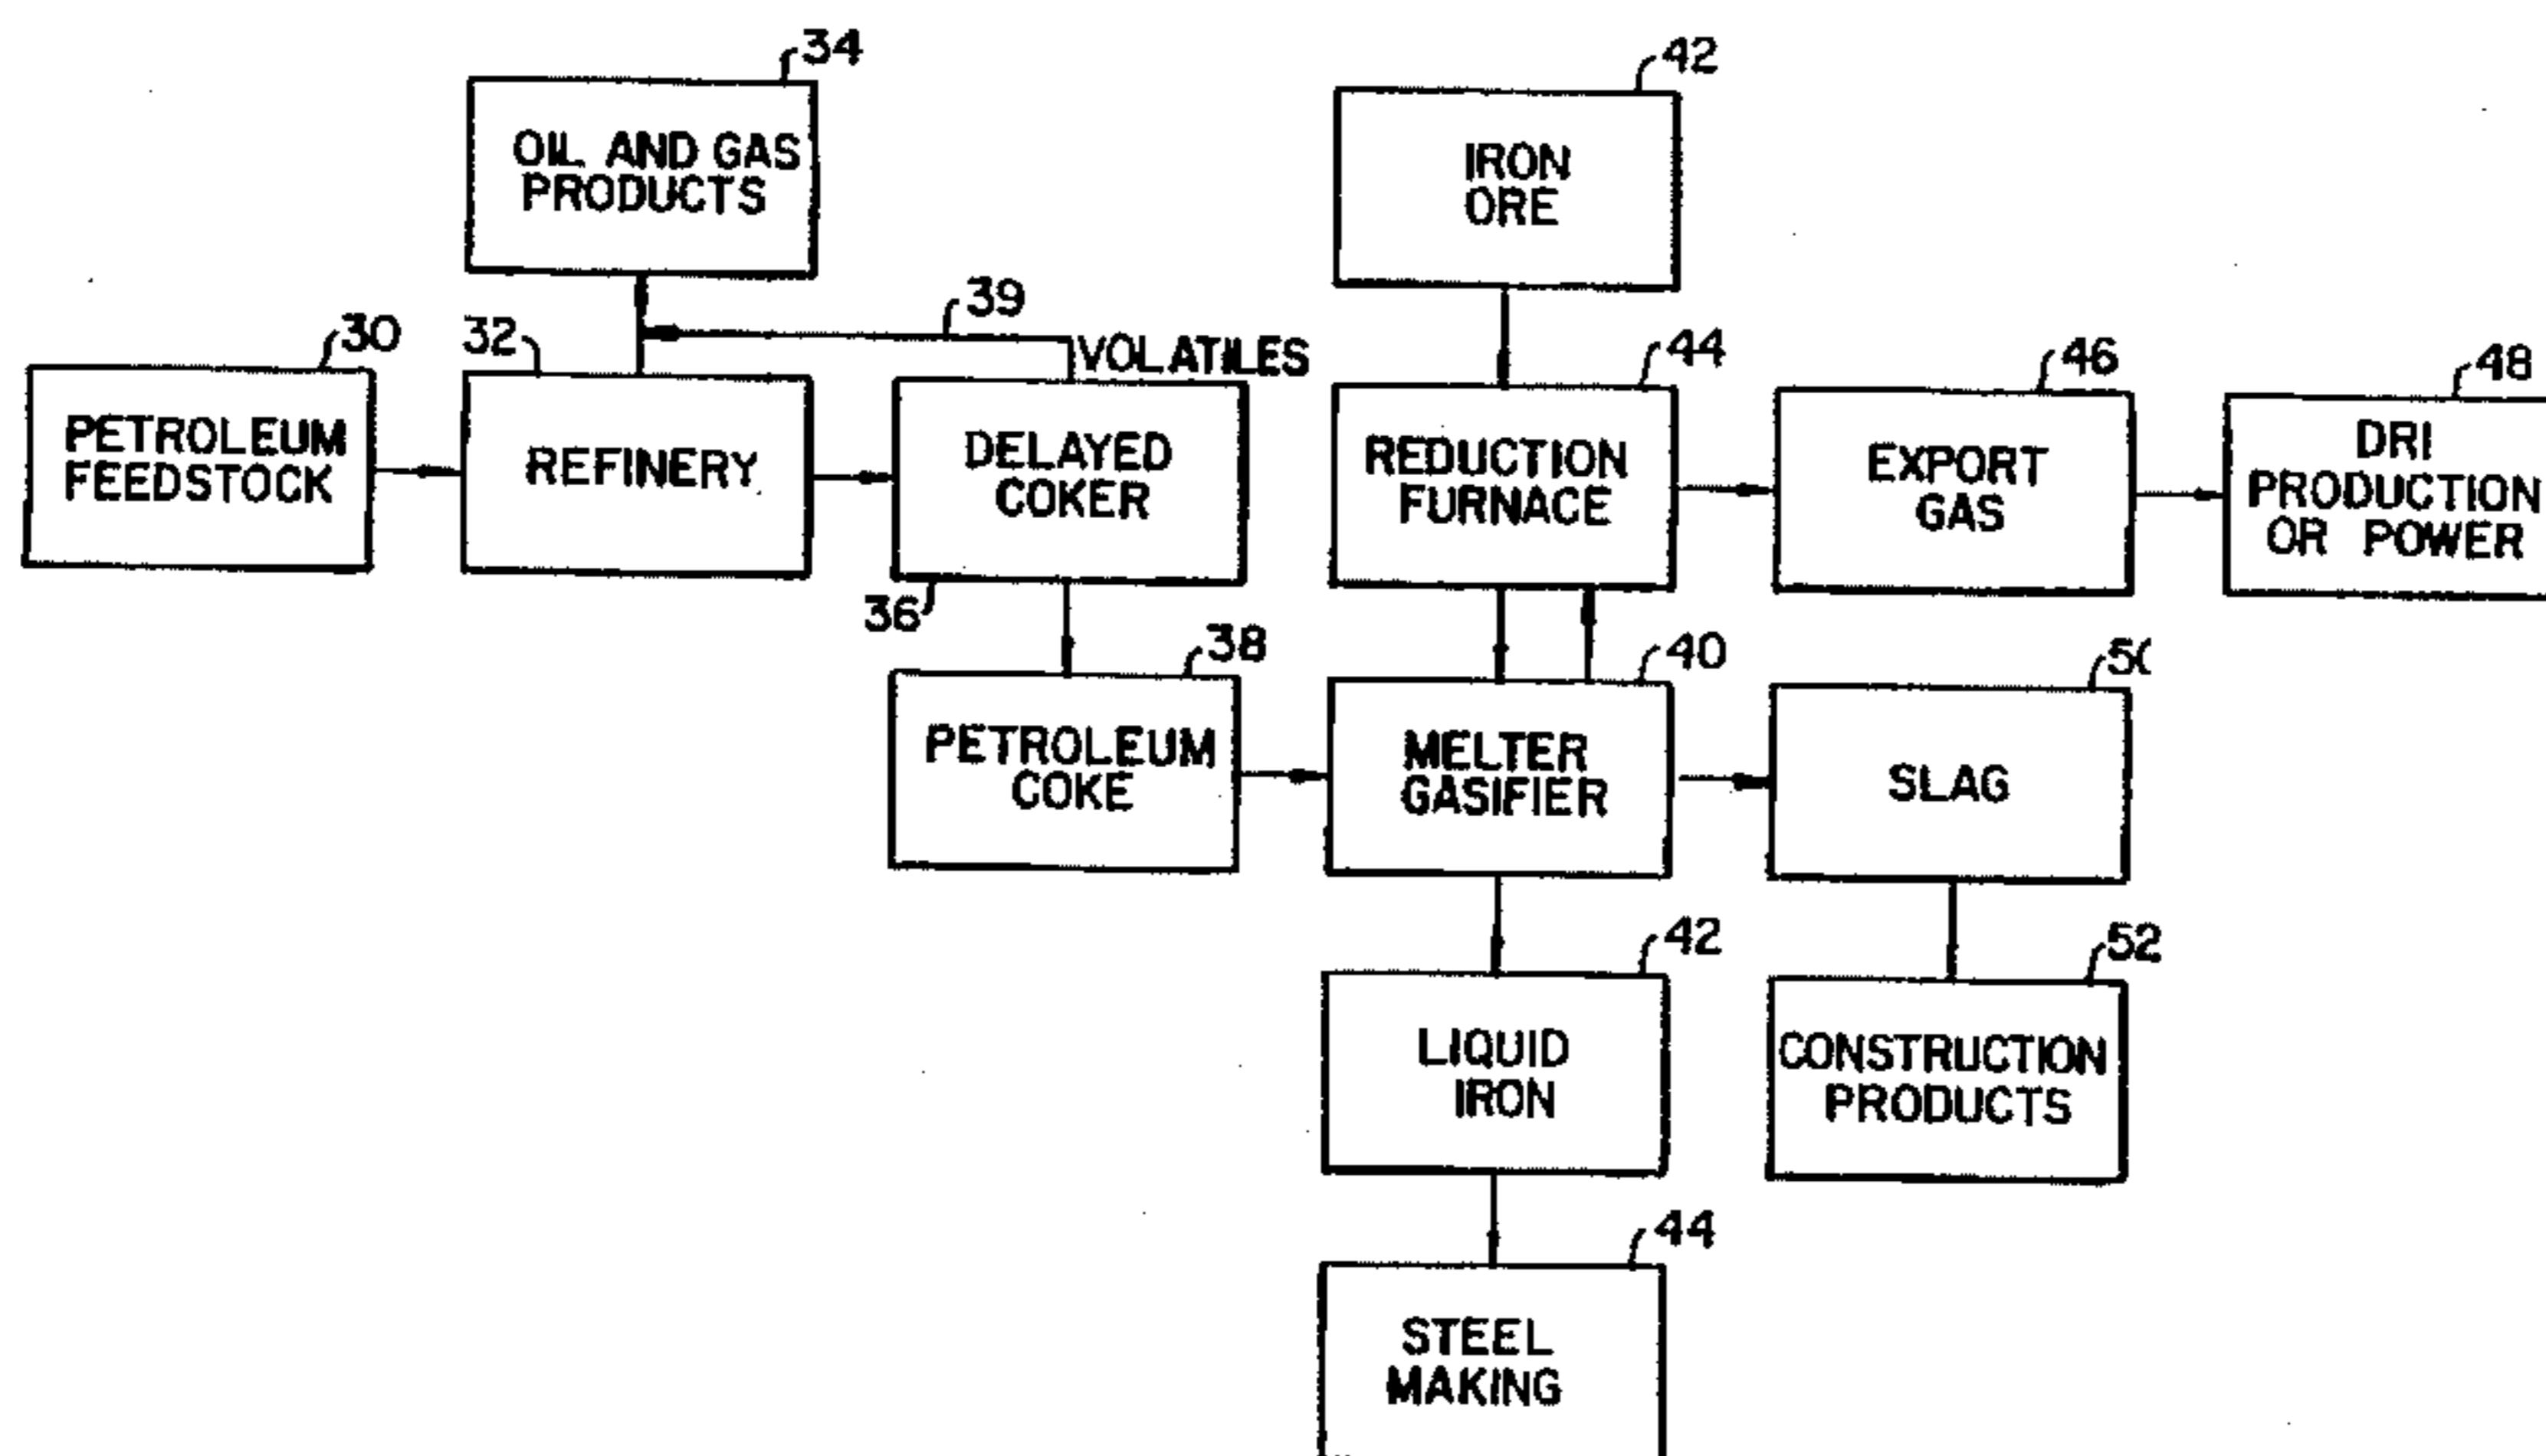 34
OIL AND GAS
PRODUCTS
42
IRON
ORE
39
VOLATILES
30
PETROLEUM
FEEDSTOCK
32
REFINERY
DELAYED
COKER
36
44
REDUCTION
FURNACE
46
EXPORT
GAS
48
DRI
PRODUCTION
OR POWER
38
PETROLEUM
COKE
40
MELTER
GASIFIER
SLAG
42
LIQUID
IRON
52
CONSTRUCTION
PRODUCTS
44
STEEL
MAKING